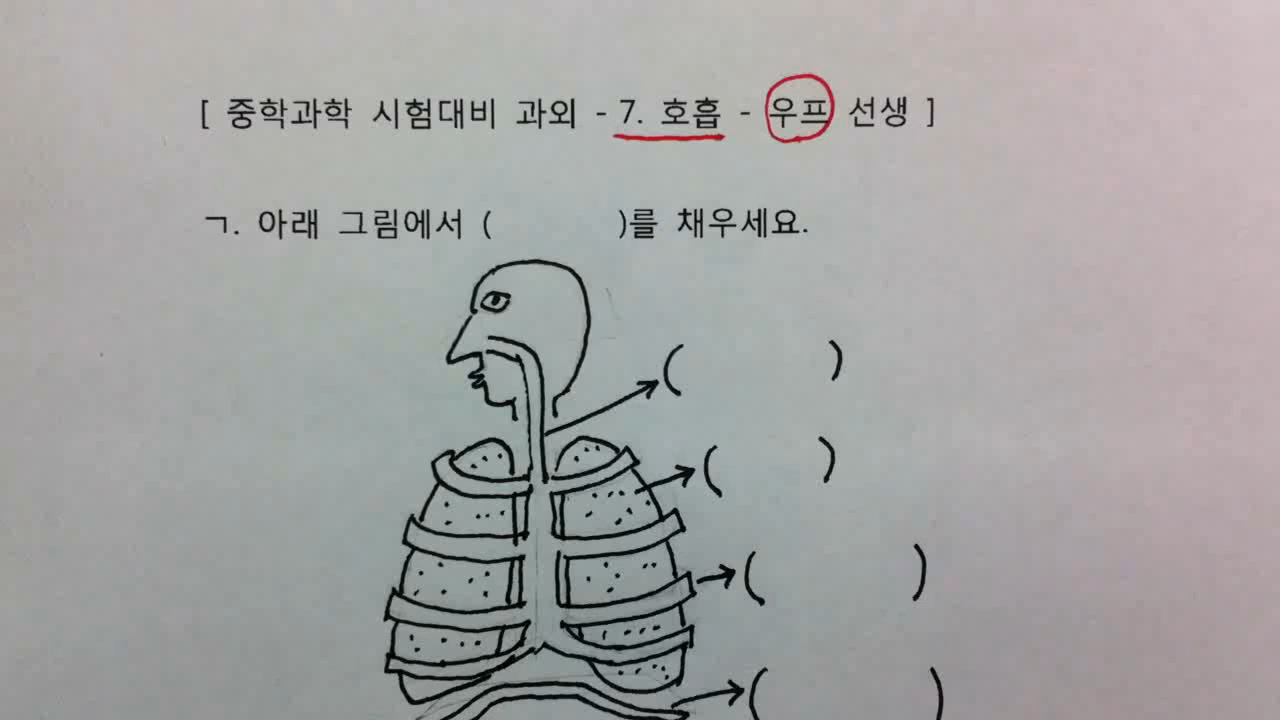 [ 중학과학 시험대비 과외 - 7. 호흡 - 우프 선생 ]
ㄱ. 아래 그림에서 (        )를 채우세요.
(        )
(        )
(        )
(        )